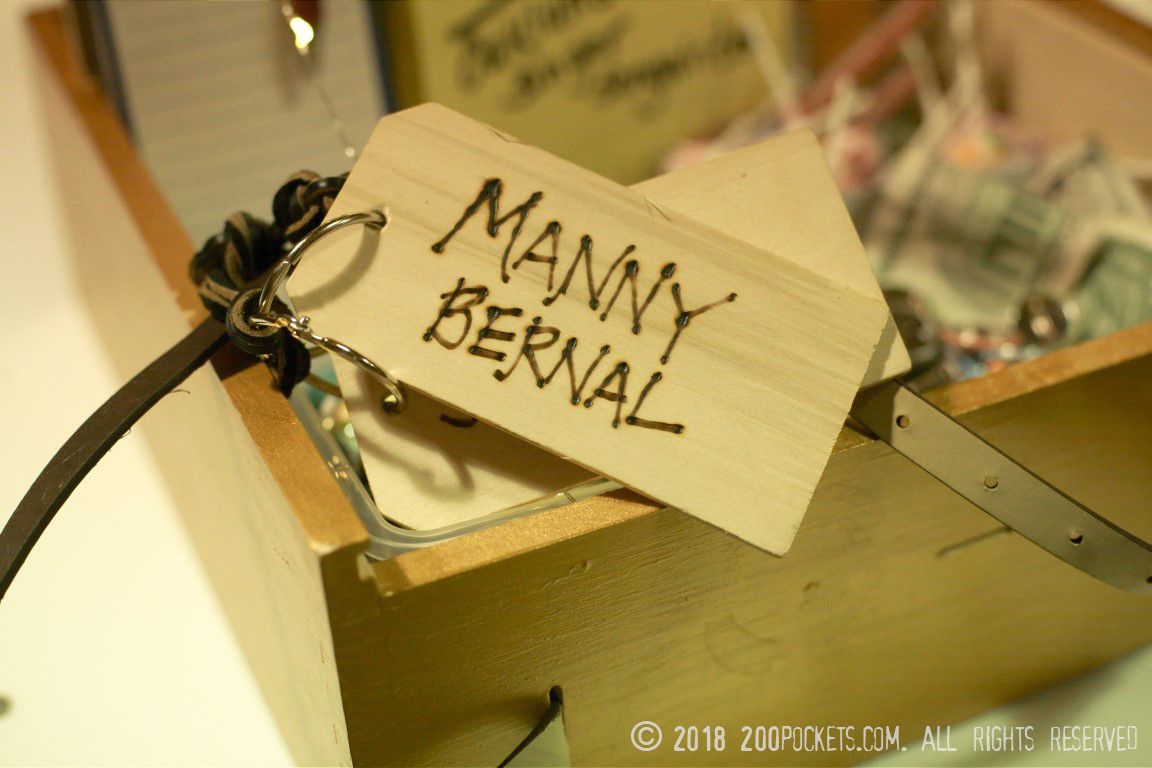 MANNY
BERNAL
© 2018 200POCKETS.COM. ALL RIGHTS RESERVED